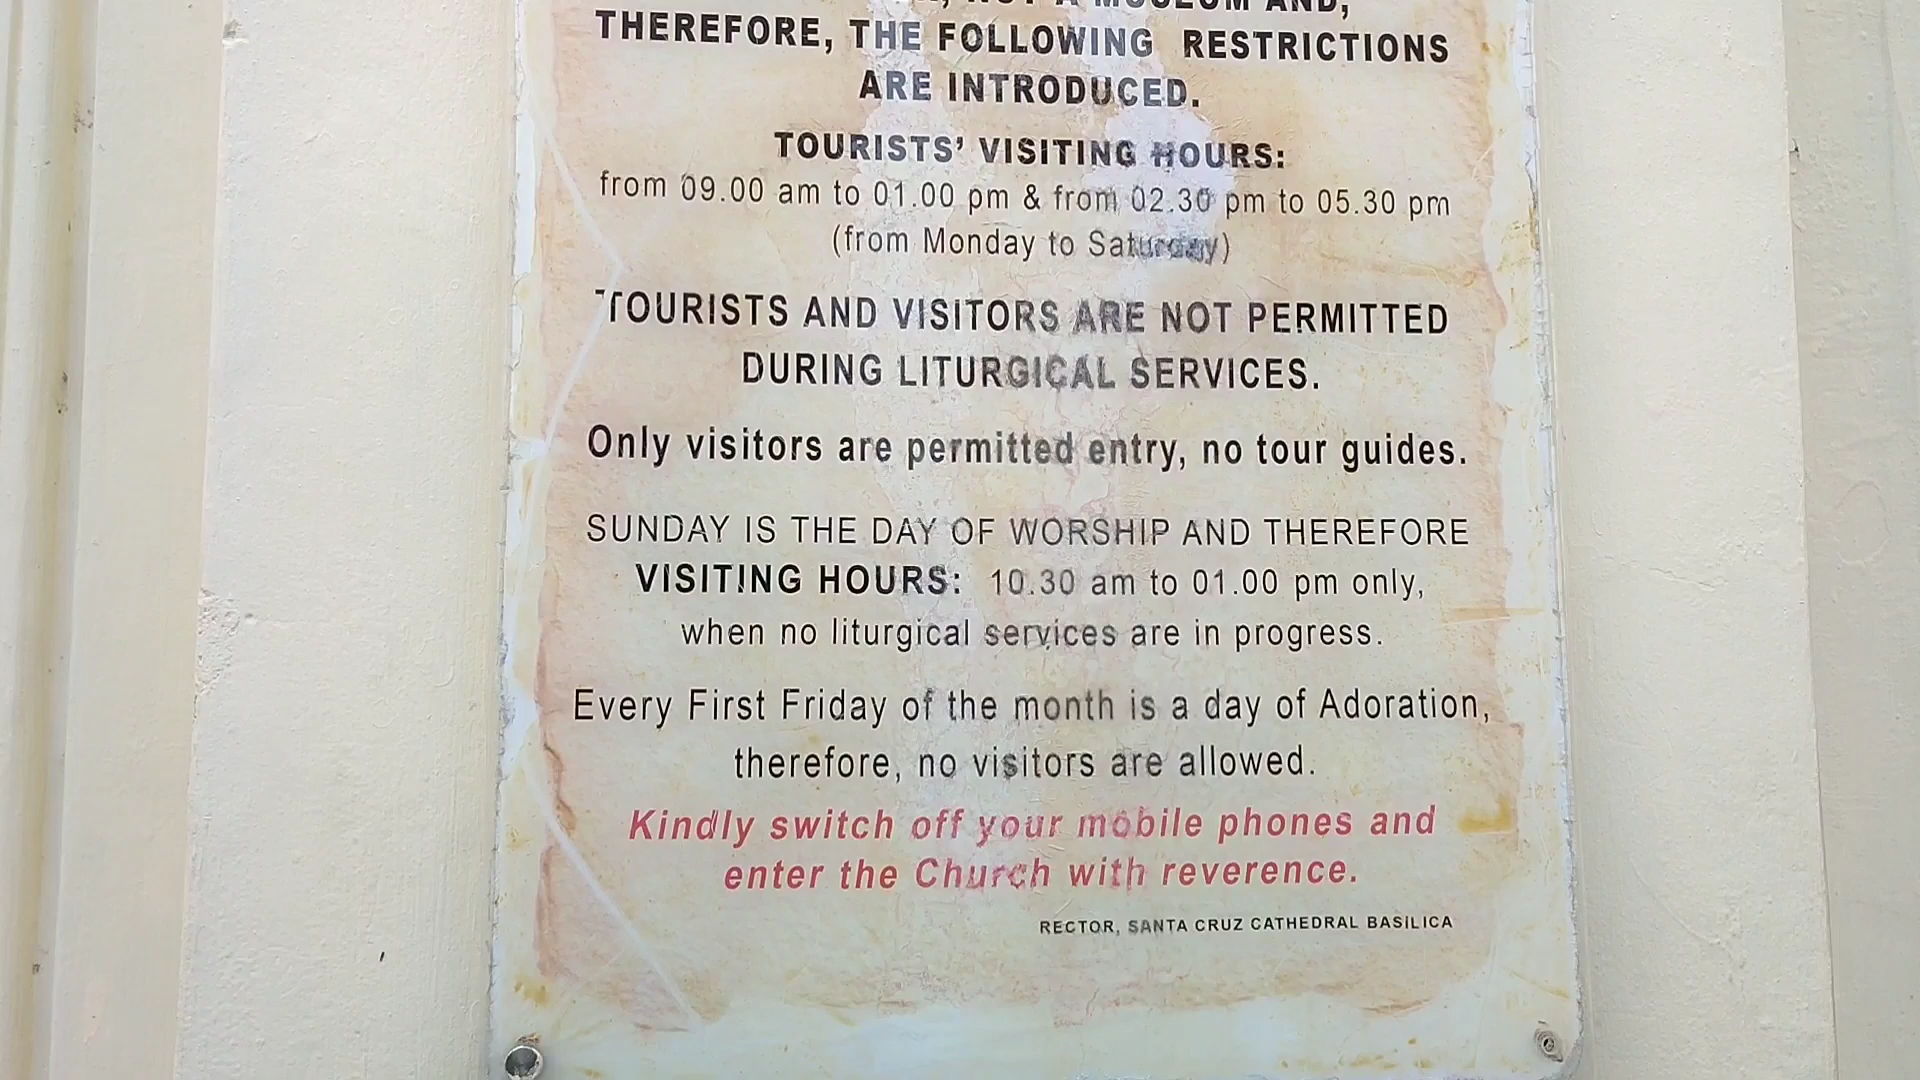 NOT A MUSEUM AND,
THEREFORE, THE FOLLOWING RESTRICTIONS
ARE INTRODUCED.
TOURISTS' VISITING HOURS:
from 09.00 am to 01.00 pm & from 02.30 pm to 05.30 pm
(from Monday to Saturday)
TOURISTS AND VISITORS ARE NOT PERMITTED
DURING LITURGICAL SERVICES.
Only visitors are permitted entry, no tour guides.
SUNDAY IS THE DAY OF WORSHIP AND THEREFORE
VISITING HOURS: 10.30 am to 01.00 pm only,
when no liturgical services are in progress.
Every First Friday of the month is a day of Adoration,
therefore, no visitors are allowed.
Kindly switch off your mobile phones and
enter the Church with reverence.
RECTOR, SANTA CRUZ CATHEDRAL BASILICA